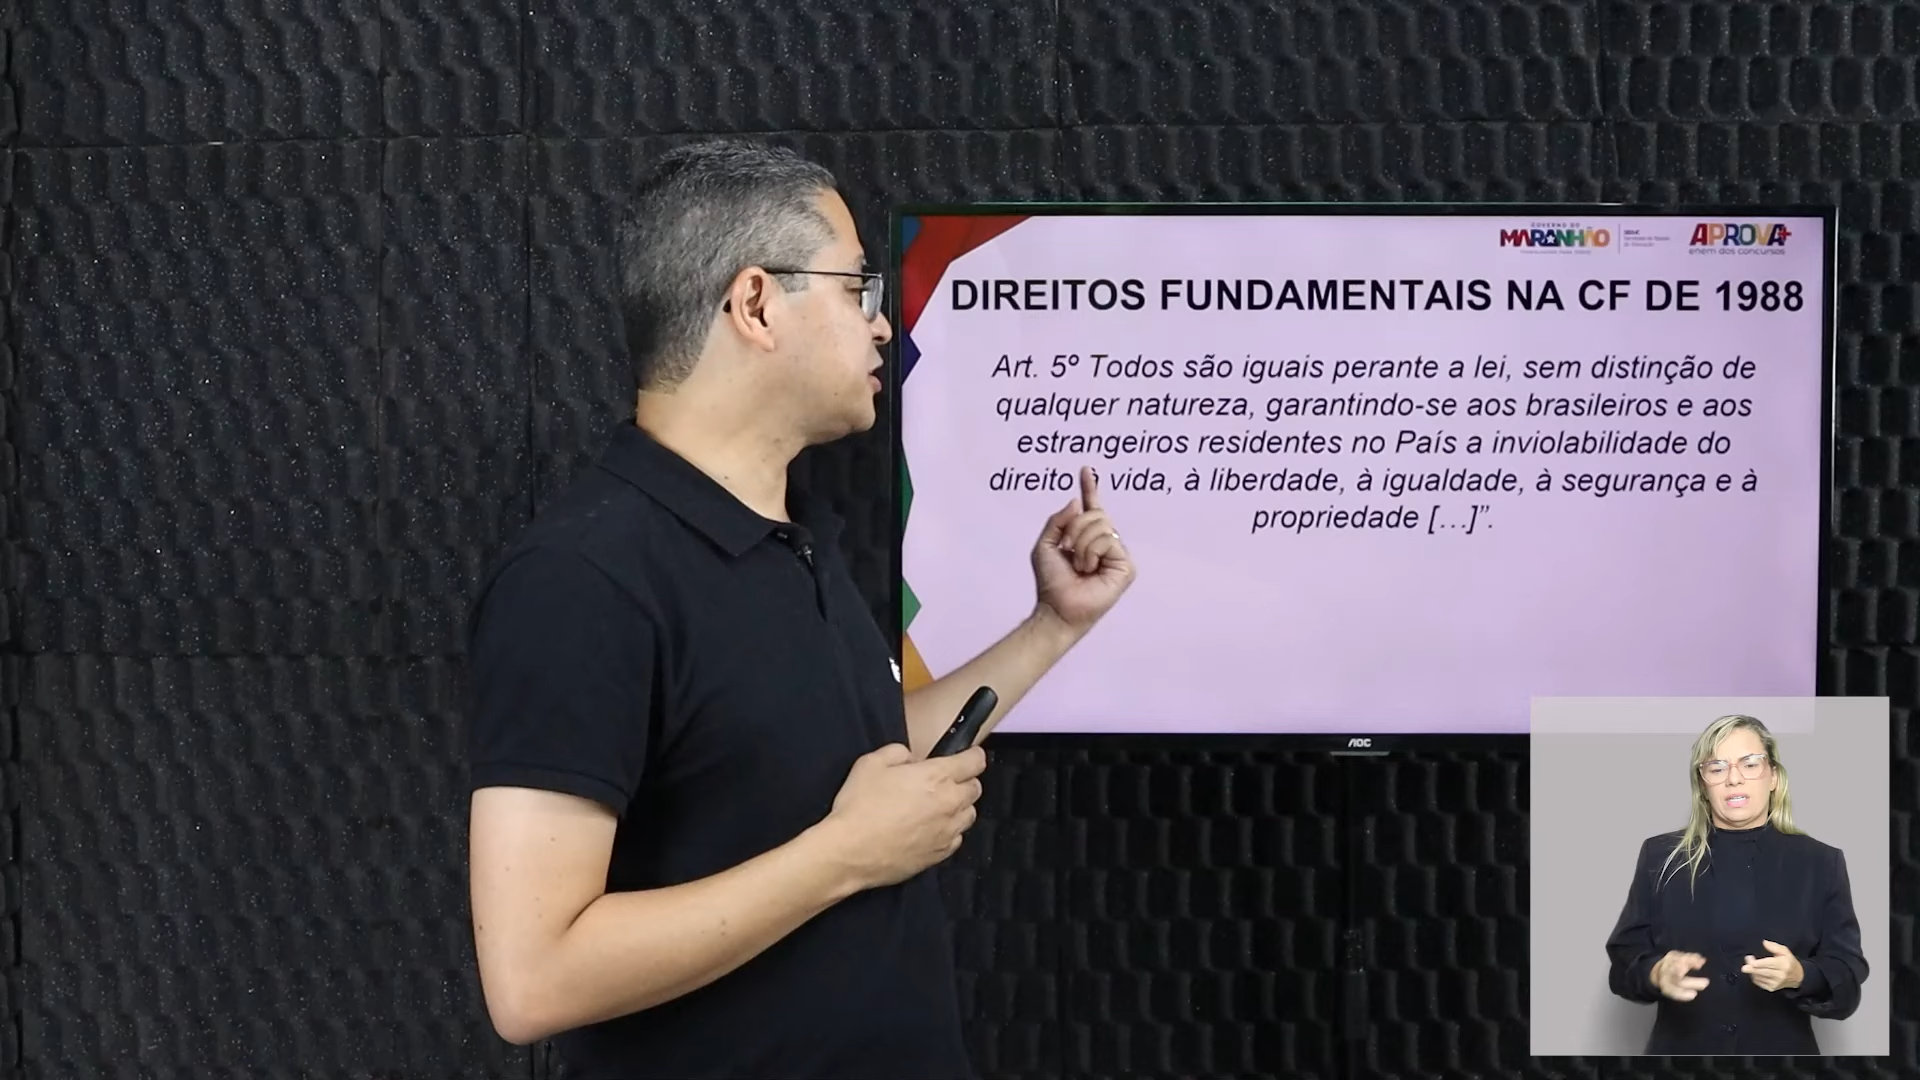 GOVERNO DO
MARANHÃO
APROVA+
enem dos concursos
DIREITOS FUNDAMENTAIS NA CF DE 1988
Art. 5º Todos são iguais perante a lei, sem distinção de
qualquer natureza, garantindo-se aos brasileiros e aos
estrangeiros residentes no País a inviolabilidade do
direito à vida, à liberdade, à igualdade, à segurança e à
propriedade [...]”.
AOC